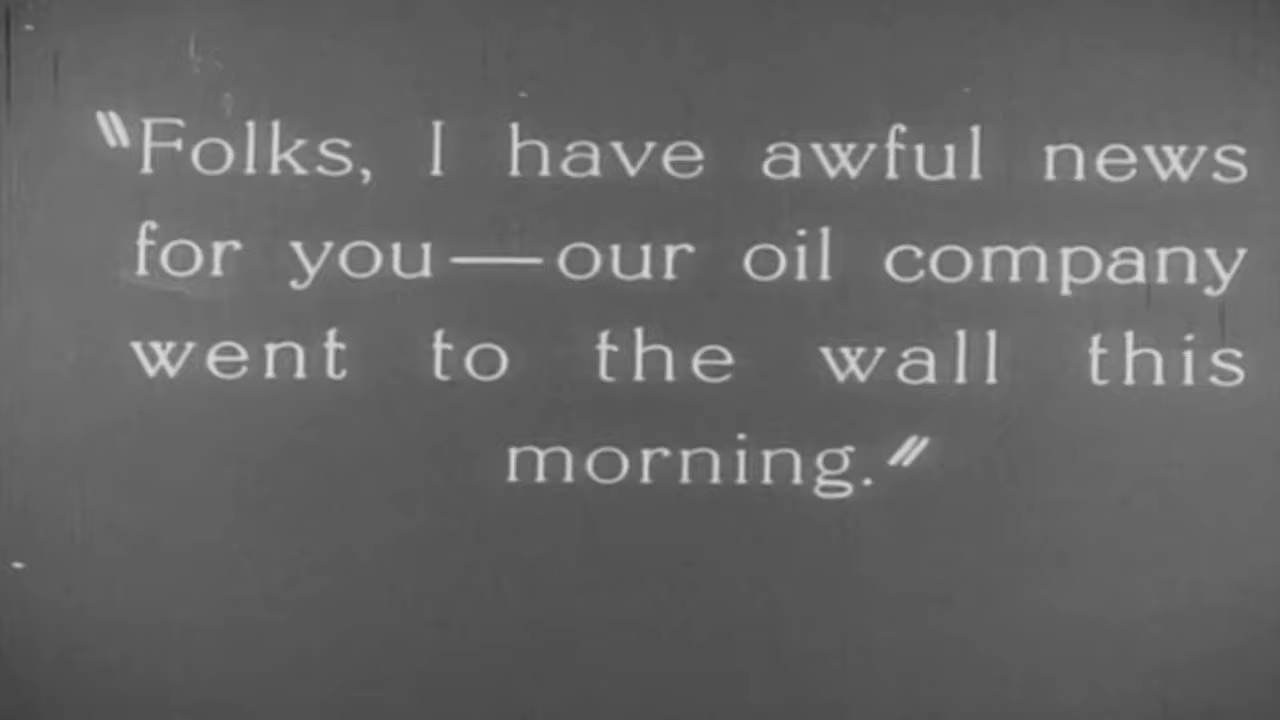 "Folks, I have awful news
for you—our oil company
went to the wall this
morning."